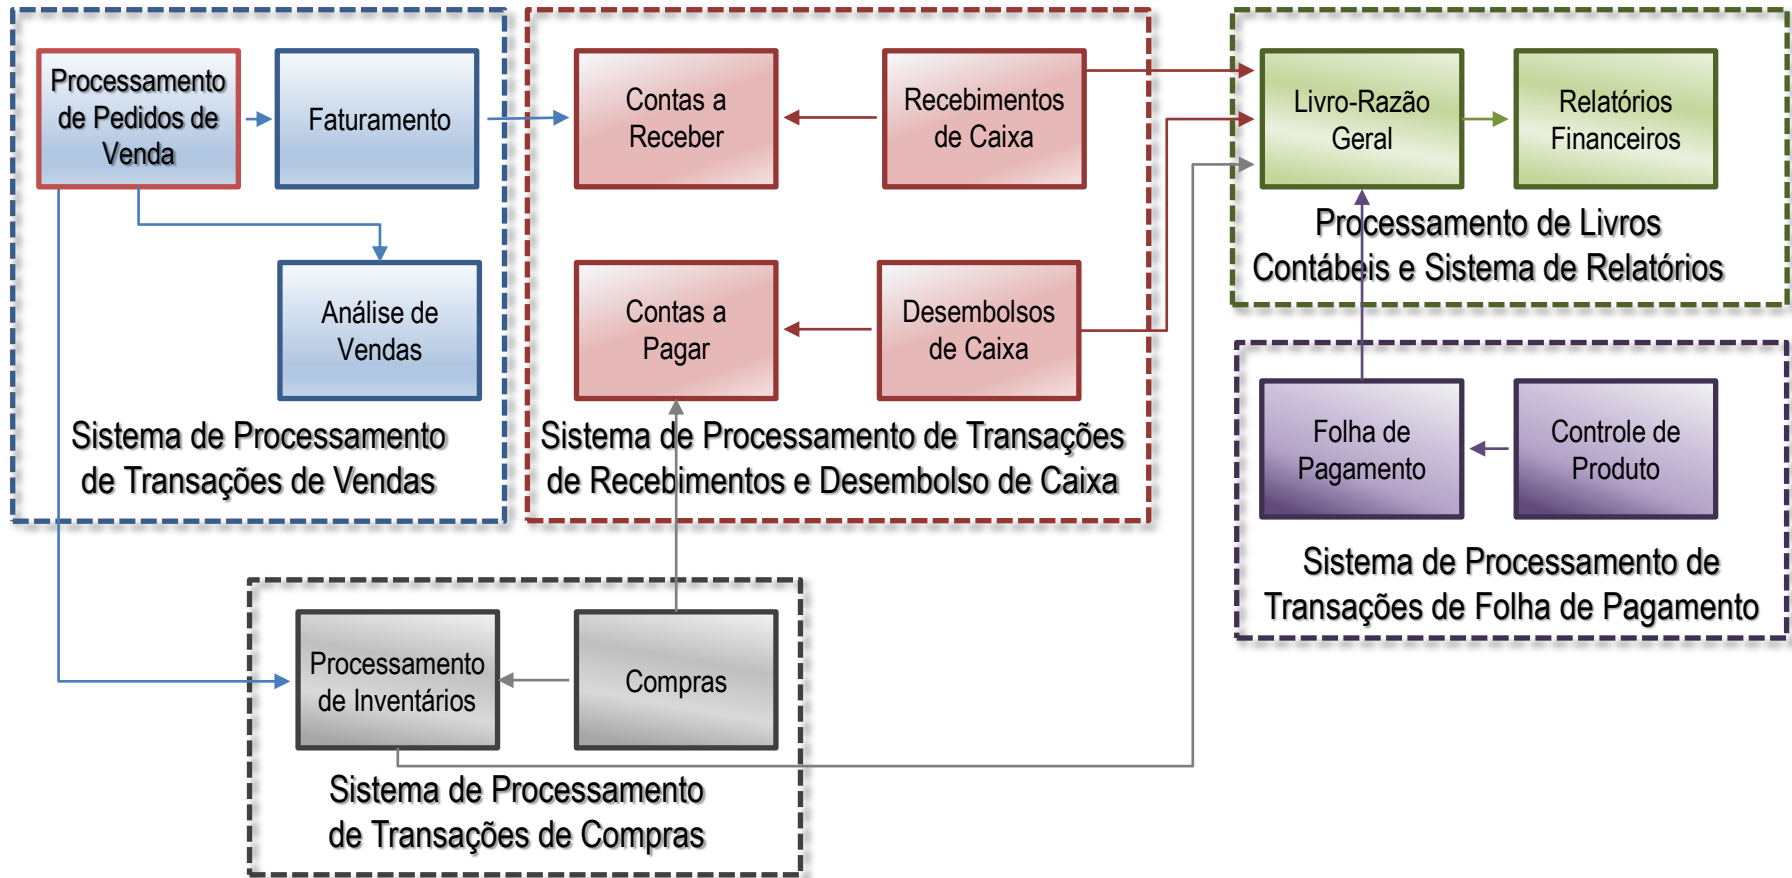 Processamento
de Pedidos de
Venda
Faturamento
Análise de
Vendas
Sistema de Processamento
de Transações de Vendas
Contas a
Receber
Recebimentos
de Caixa
Contas a
Pagar
Desembolsos
de Caixa
Sistema de Processamento de Transações
de Recebimentos e Desembolso de Caixa
Livro-Razão
Geral
Relatórios
Financeiros
Processamento de Livros
Contábeis e Sistema de Relatórios
Folha de
Pagamento
Controle de
Produto
Sistema de Processamento de
Transações de Folha de Pagamento
Processamento
de Inventários
Compras
Sistema de Processamento
de Transações de Compras